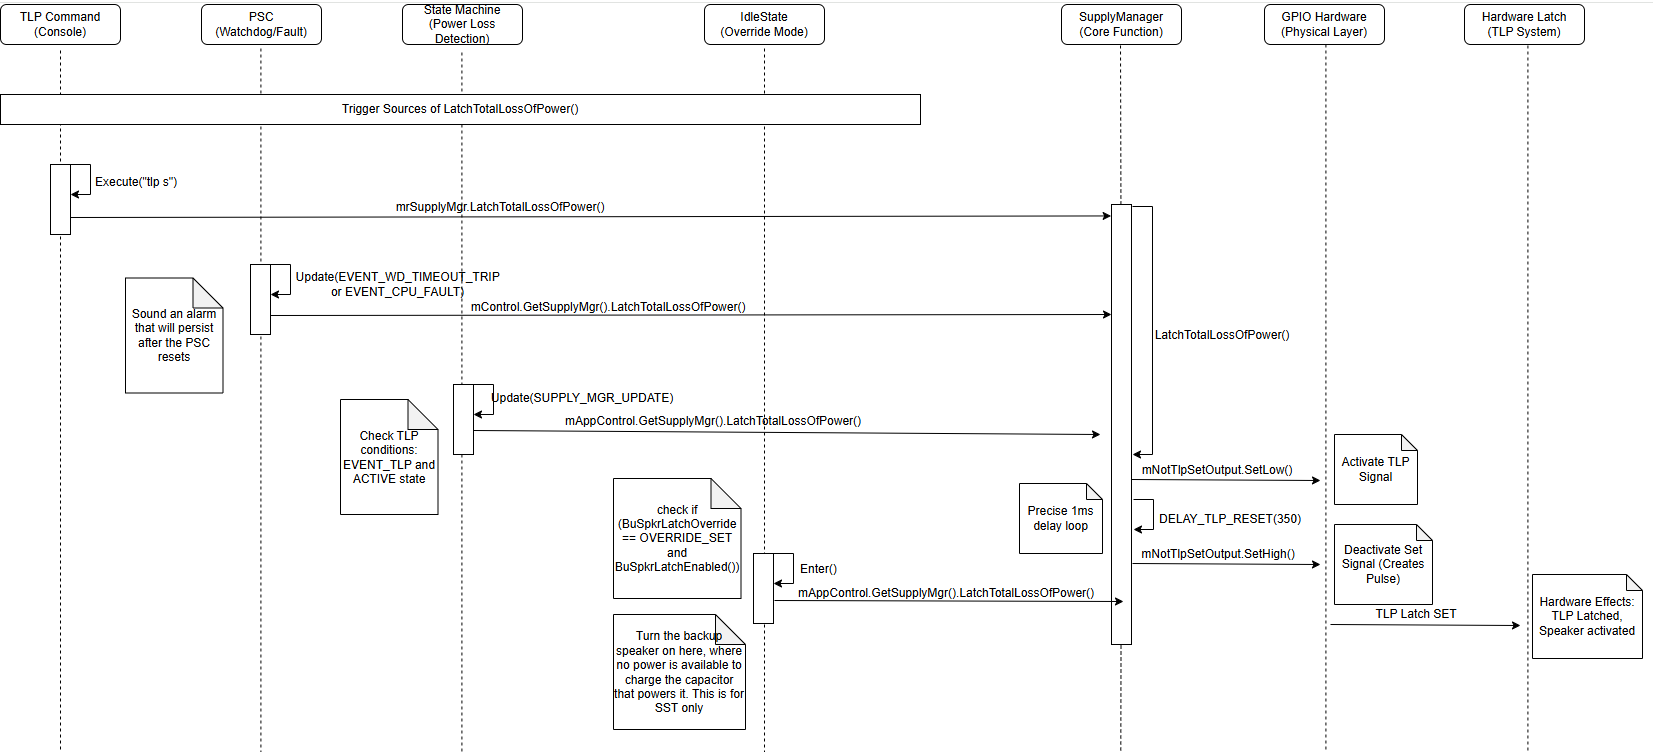 TLP Command
(Console)
PSC
(Watchdog/Fault)
State Machine
(Power Loss
Detection)
IdleState
(Override Mode)
SupplyManager
(Core Function)
GPIO Hardware
(Physical Layer)
Hardware Latch
(TLP System)
Trigger Sources of LatchTotalLossOfPower()
Execute("tlp s")
mrSupplyMgr.LatchTotalLossOfPower()
Update(EVENT_WD_TIMEOUT_TRIP
or EVENT_CPU_FAULT)
mControl.GetSupplyMgr().LatchTotalLossOfPower()
Sound an alarm
that will persist
after the PSC
resets
LatchTotalLossOfPower()
Update(SUPPLY_MGR_UPDATE)
mAppControl.GetSupplyMgr().LatchTotalLossOfPower()
Check TLP
conditions:
EVENT_TLP and
ACTIVE state
mNotTlpSetOutput.SetLow()
Activate TLP
Signal
check if
(BuSpkrLatchOverride
== OVERRIDE_SET
and
BuSpkrLatchEnabled())
Precise 1ms
delay loop
DELAY_TLP_RESET(350)
mNotTlpSetOutput.SetHigh()
Deactivate Set
Signal (Creates
Pulse)
Enter()
mAppControl.GetSupplyMgr().LatchTotalLossOfPower()
TLP Latch SET
Hardware Effects:
TLP Latched,
Speaker activated
Turn the backup
speaker on here, where
no power is available to
charge the capacitor
that powers it. This is for
SST only